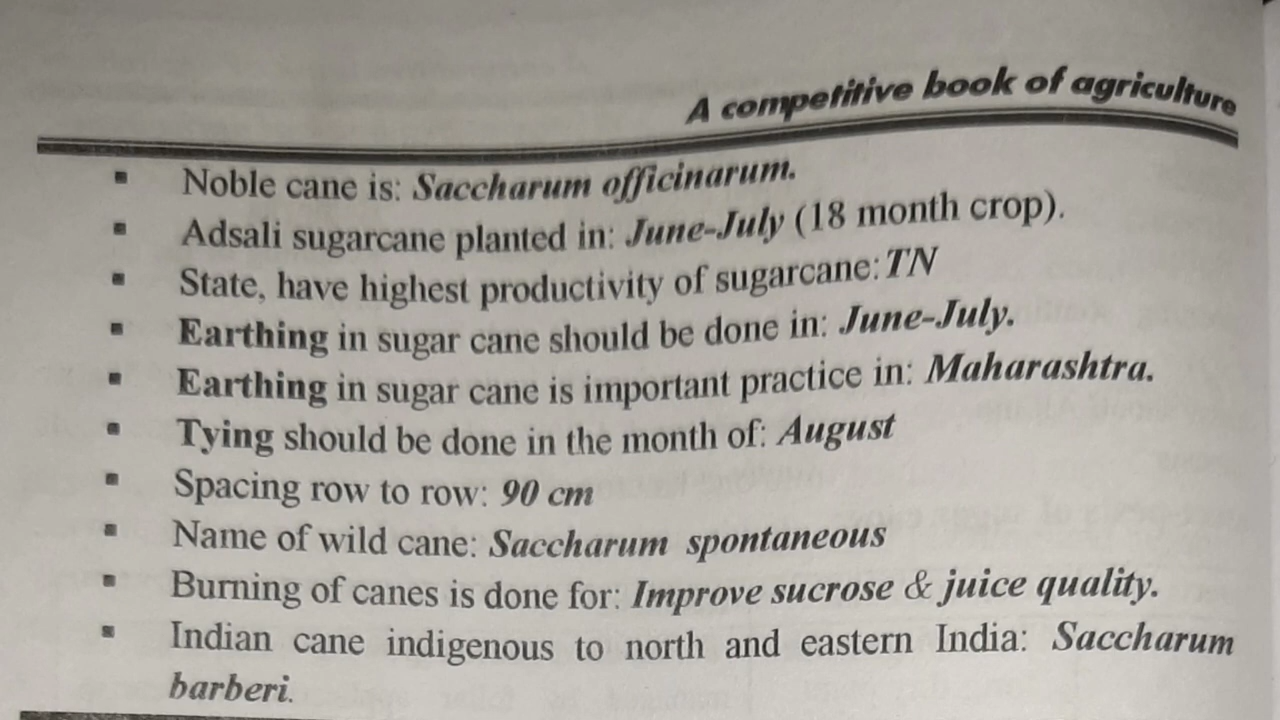 A competitive book of agriculture
▪ Noble cane is: Saccharum officinarum.
▪ Adsali sugarcane planted in: June-July (18 month crop).
▪ State, have highest productivity of sugarcane: TN
▪ Earthing in sugar cane should be done in: June-July.
▪ Earthing in sugar cane is important practice in: Maharashtra.
▪ Tying should be done in the month of: August
▪ Spacing row to row: 90 cm
▪ Name of wild cane: Saccharum spontaneous
▪ Burning of canes is done for: Improve sucrose & juice quality.
▪ Indian cane indigenous to north and eastern India: Saccharum
barberi.